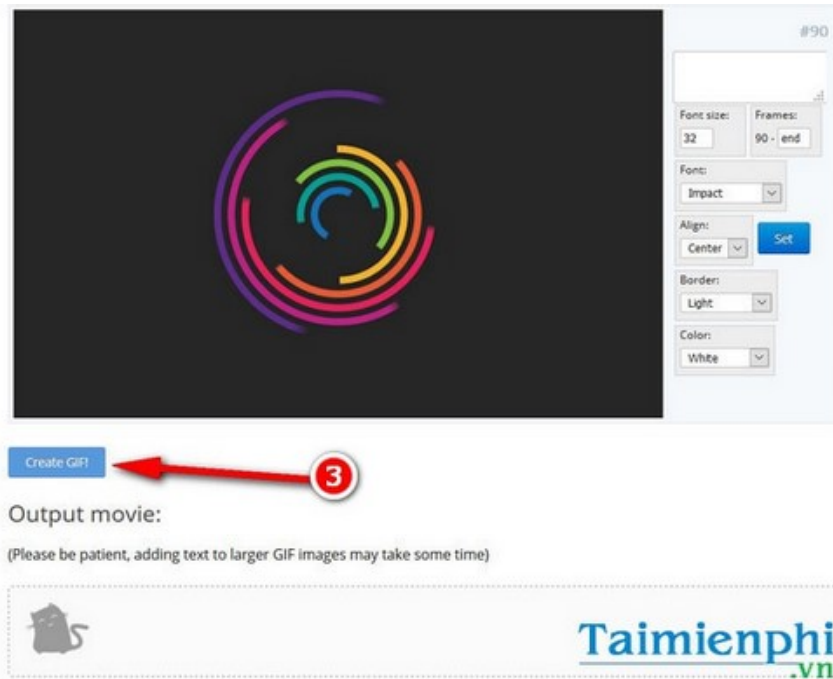 #90
Font size:
Frames:
32
90 - end
Font:
Impact
Align:
Center
Set
Border:
Light
Color:
White
Create GIF!
3
Output movie:
(Please be patient, adding text to larger GIF images may take some time)
Taimienphi
.vn